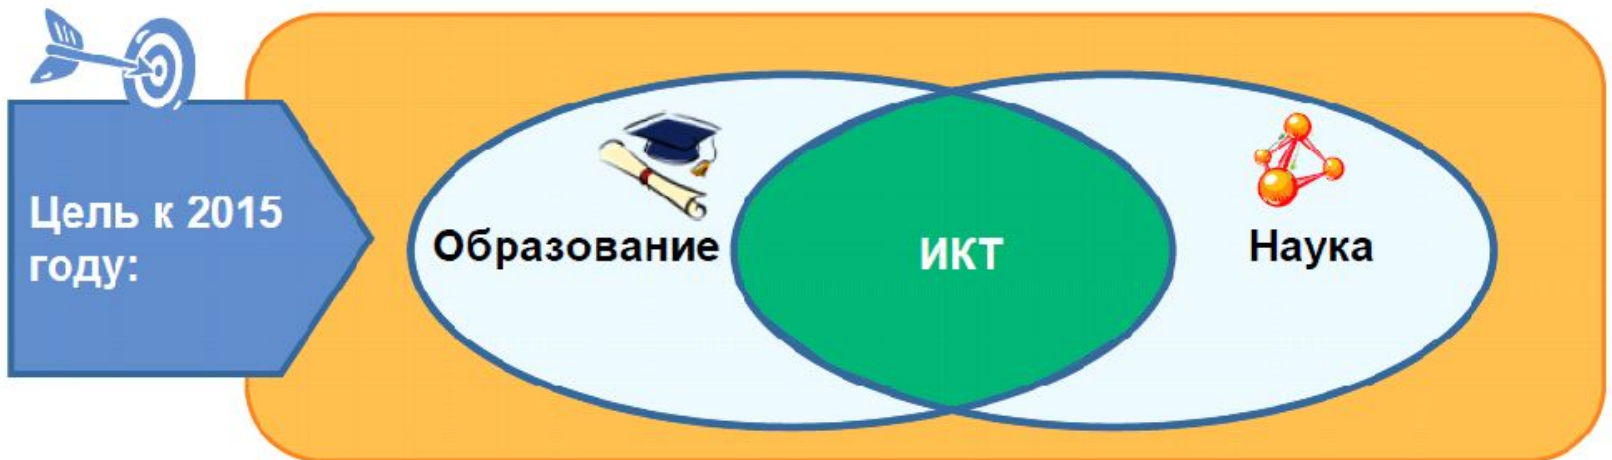 Цель к 2015
году:
Образование
ИКТ
Наука